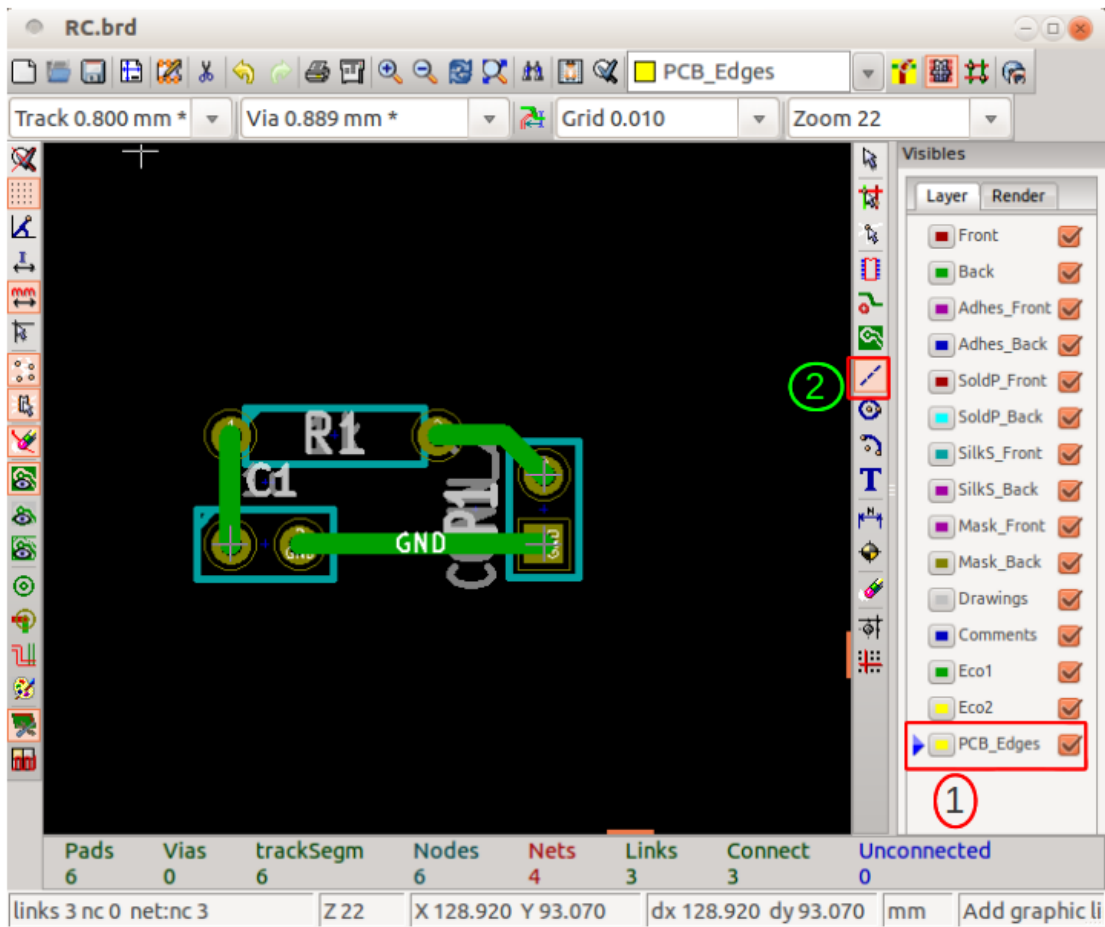 RC.brd
PCB_Edges
Track 0.800 mm * Via 0.889 mm * Grid 0.010 Zoom 22
Visibles
Layer Render
Front
Back
Adhes_Front
Adhes_Back
SoldP_Front
SoldP_Back
SilkS_Front
SilkS_Back
Mask_Front
Mask_Back
Drawings
Comments
Eco1
Eco2
PCB_Edges
1
2
mm
T
N
R1
C1
GND
GND
GND
Pads Vias trackSegm Nodes Nets Links Connect Unconnected
6 0 6 6 4 3 3 0
links 3 nc 0 net:nc 3 Z 22 X 128.920 Y 93.070 dx 128.920 dy 93.070 mm Add graphic li